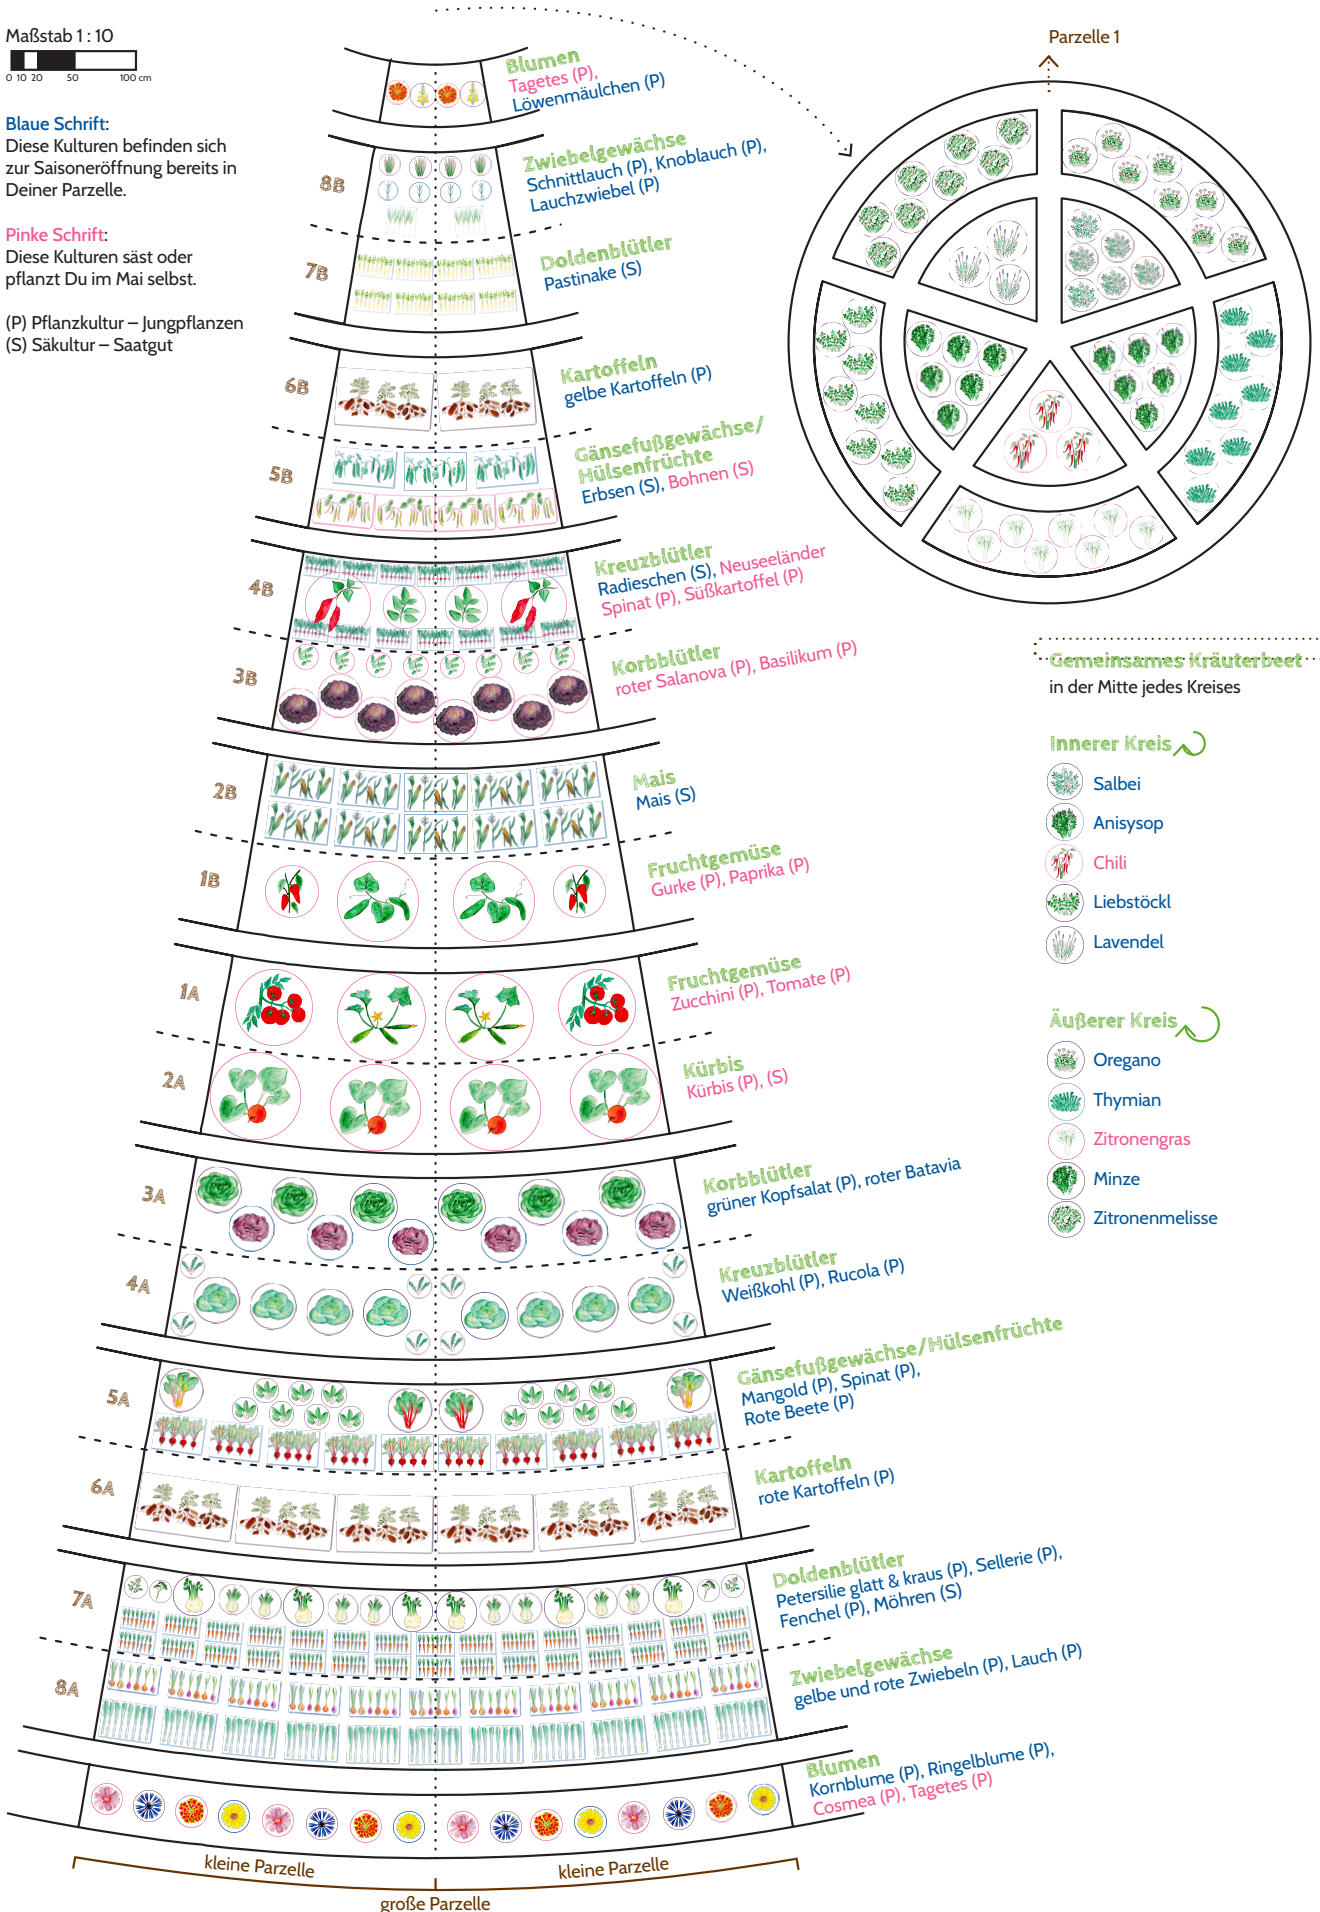 Maßstab 1 : 10
0 10 20 50 100 cm
Blaue Schrift:
Diese Kulturen befinden sich
zur Saisoneröffnung bereits in
Deiner Parzelle.
Pinke Schrift:
Diese Kulturen säst oder
pflanzt Du im Mai selbst.
(P) Pflanzkultur – Jungpflanzen
(S) Säkultur – Saatgut
Blumen
Tagetes (P),
Löwenmäulchen (P)
8B
Zwiebelgewächse
Schnittlauch (P), Knoblauch (P),
Lauchzwiebel (P)
7B
Doldenblütler
Pastinake (S)
6B
Kartoffeln
gelbe Kartoffeln (P)
5B
Gänsefußgewächse/
Hülsenfrüchte
Erbsen (S), Bohnen (S)
4B
Kreuzblütler
Radieschen (S), Neuseeländer
Spinat (P), Süßkartoffel (P)
3B
Korbblütler
roter Salanova (P), Basilikum (P)
2B
Mais
Mais (S)
1B
Fruchtgemüse
Gurke (P), Paprika (P)
1A
Fruchtgemüse
Zucchini (P), Tomate (P)
2A
Kürbis
Kürbis (P), (S)
3A
Korbblütler
grüner Kopfsalat (P), roter Batavia
4A
Kreuzblütler
Weißkohl (P), Rucola (P)
5A
Gänsefußgewächse/Hülsenfrüchte
Mangold (P), Spinat (P),
Rote Beete (P)
6A
Kartoffeln
rote Kartoffeln (P)
7A
Doldenblütler
Petersilie glatt & kraus (P), Sellerie (P),
Fenchel (P), Möhren (S)
8A
Zwiebelgewächse
gelbe und rote Zwiebeln (P), Lauch (P)
Blumen
Kornblume (P), Ringelblume (P),
Cosmea (P), Tagetes (P)
kleine Parzelle
kleine Parzelle
große Parzelle
Parzelle 1
Gemeinsames Kräuterbeet
in der Mitte jedes Kreises
Innerer Kreis
Salbei
Anisysop
Chili
Liebstöckl
Lavendel
Äußerer Kreis
Oregano
Thymian
Zitronengras
Minze
Zitronenmelisse